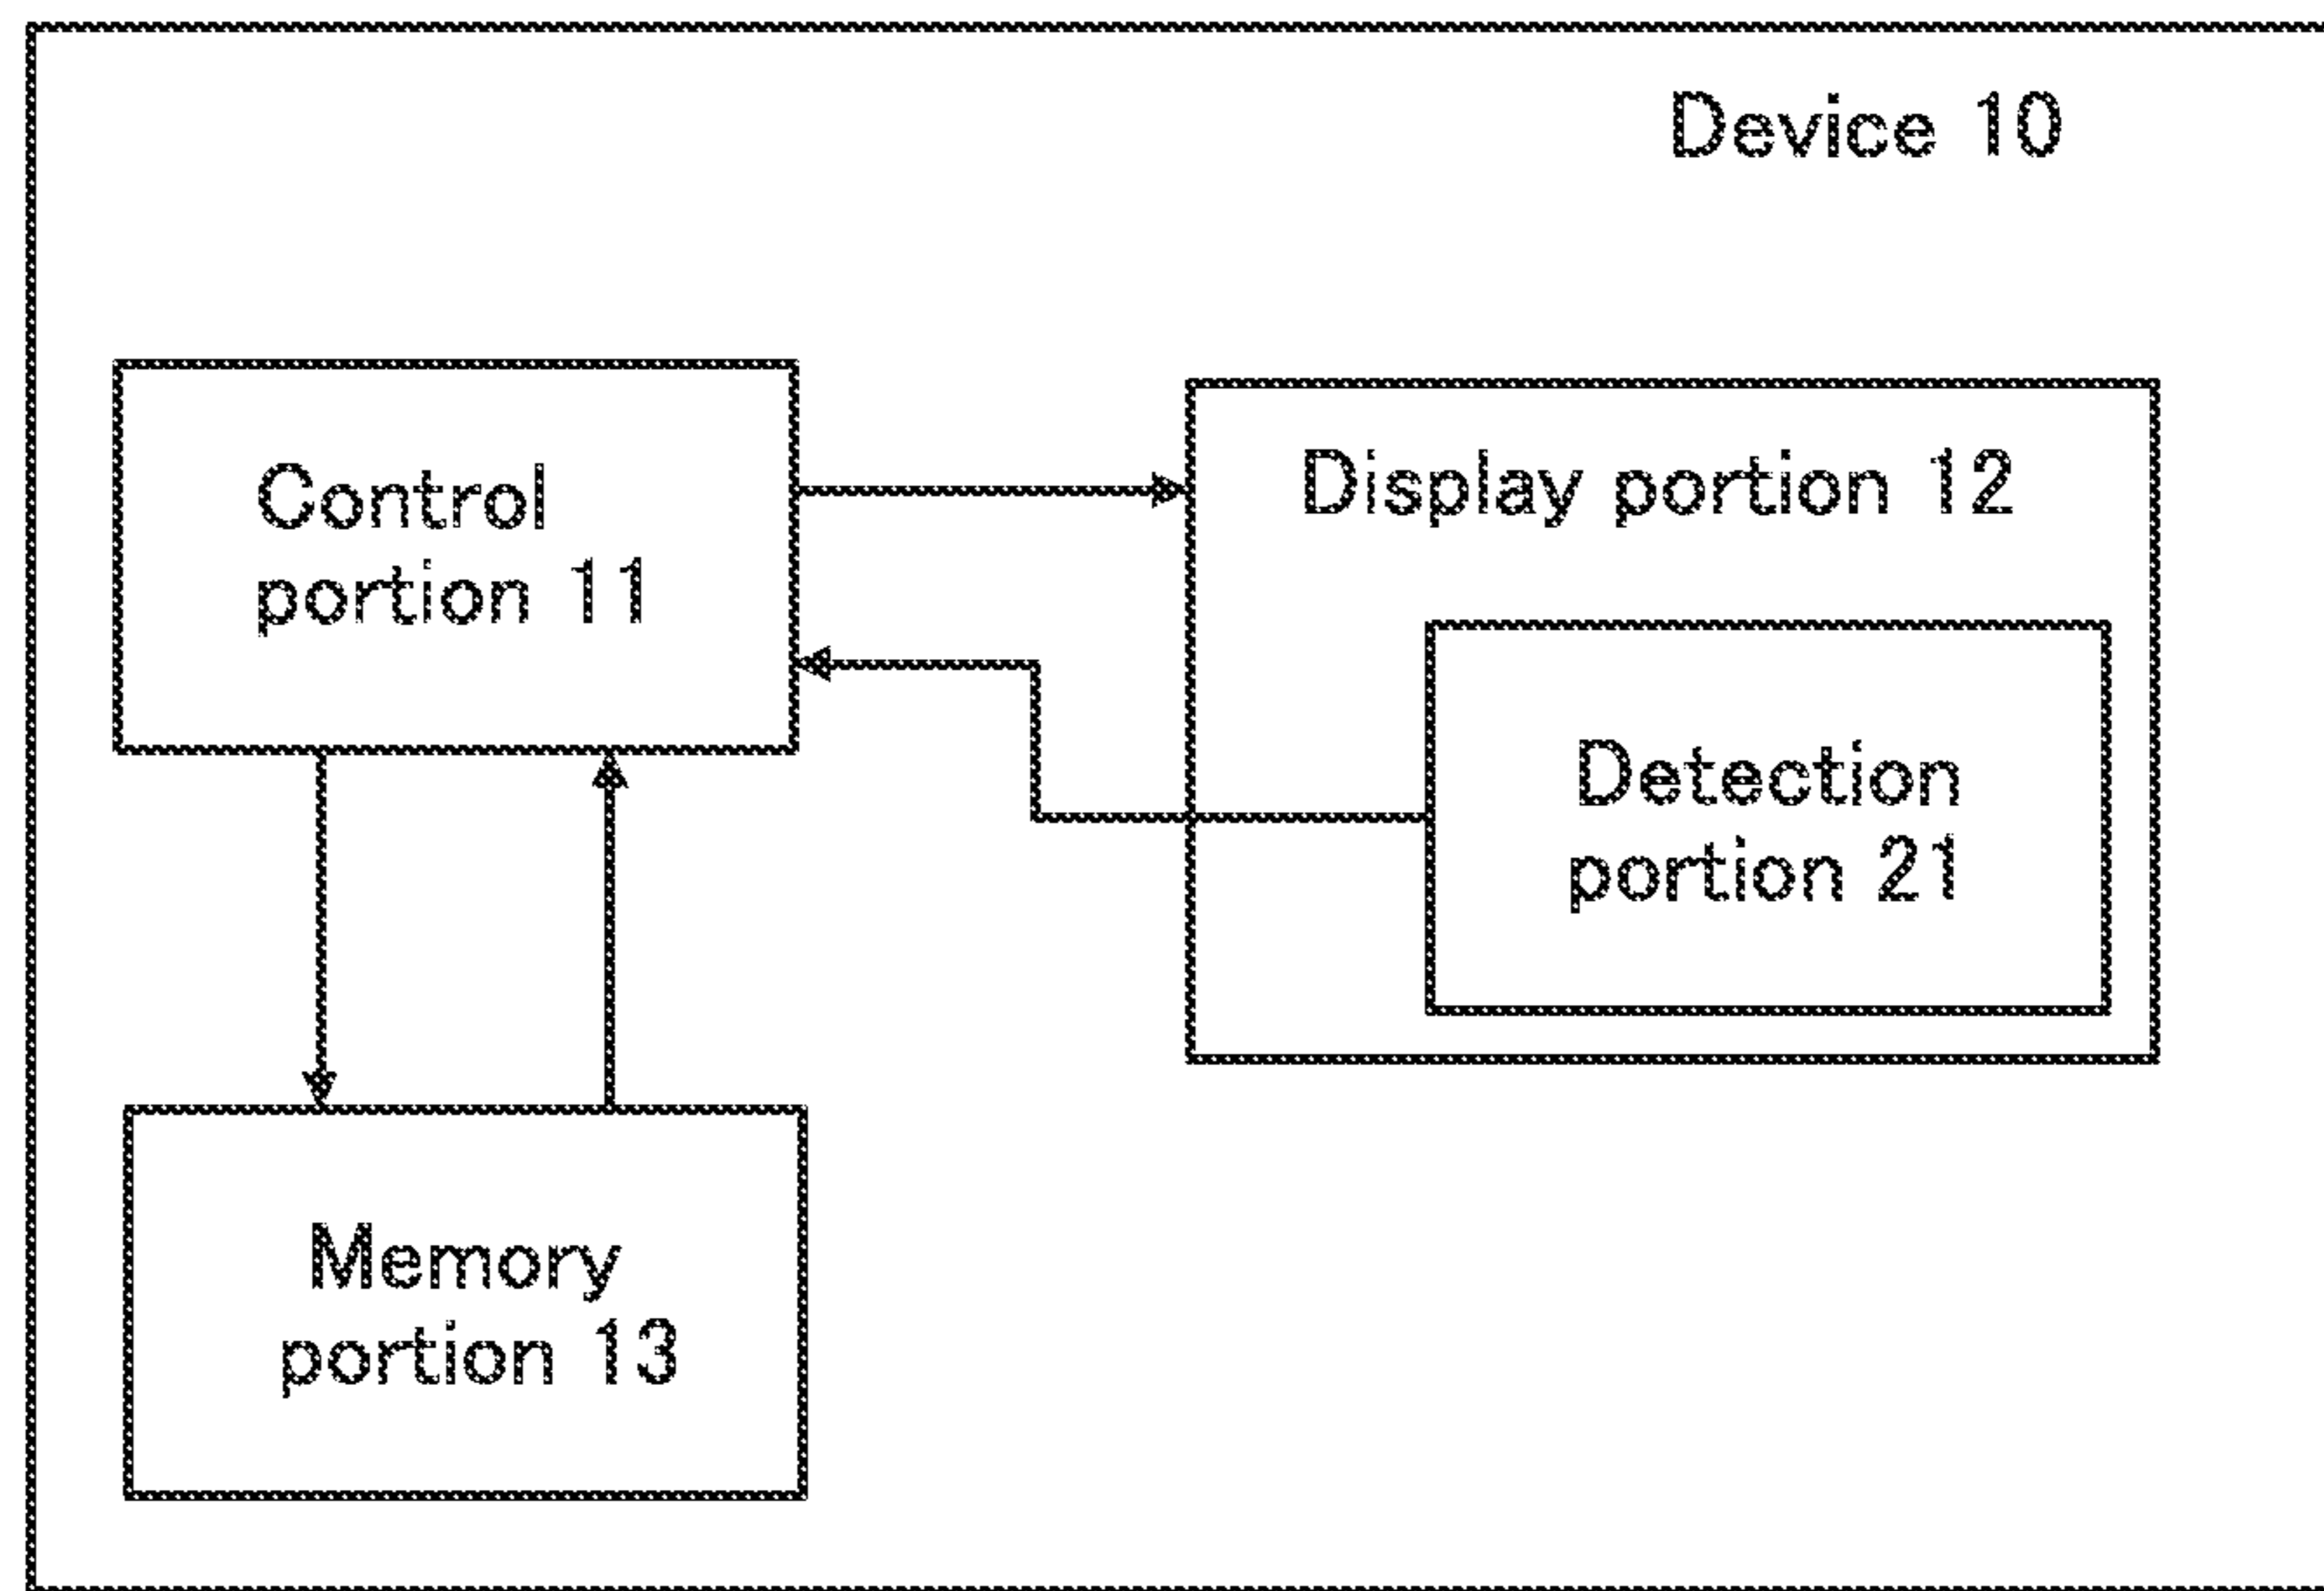 Device 10
Control
portion 11
Display portion 12
Detection
portion 21
Memory
portion 13